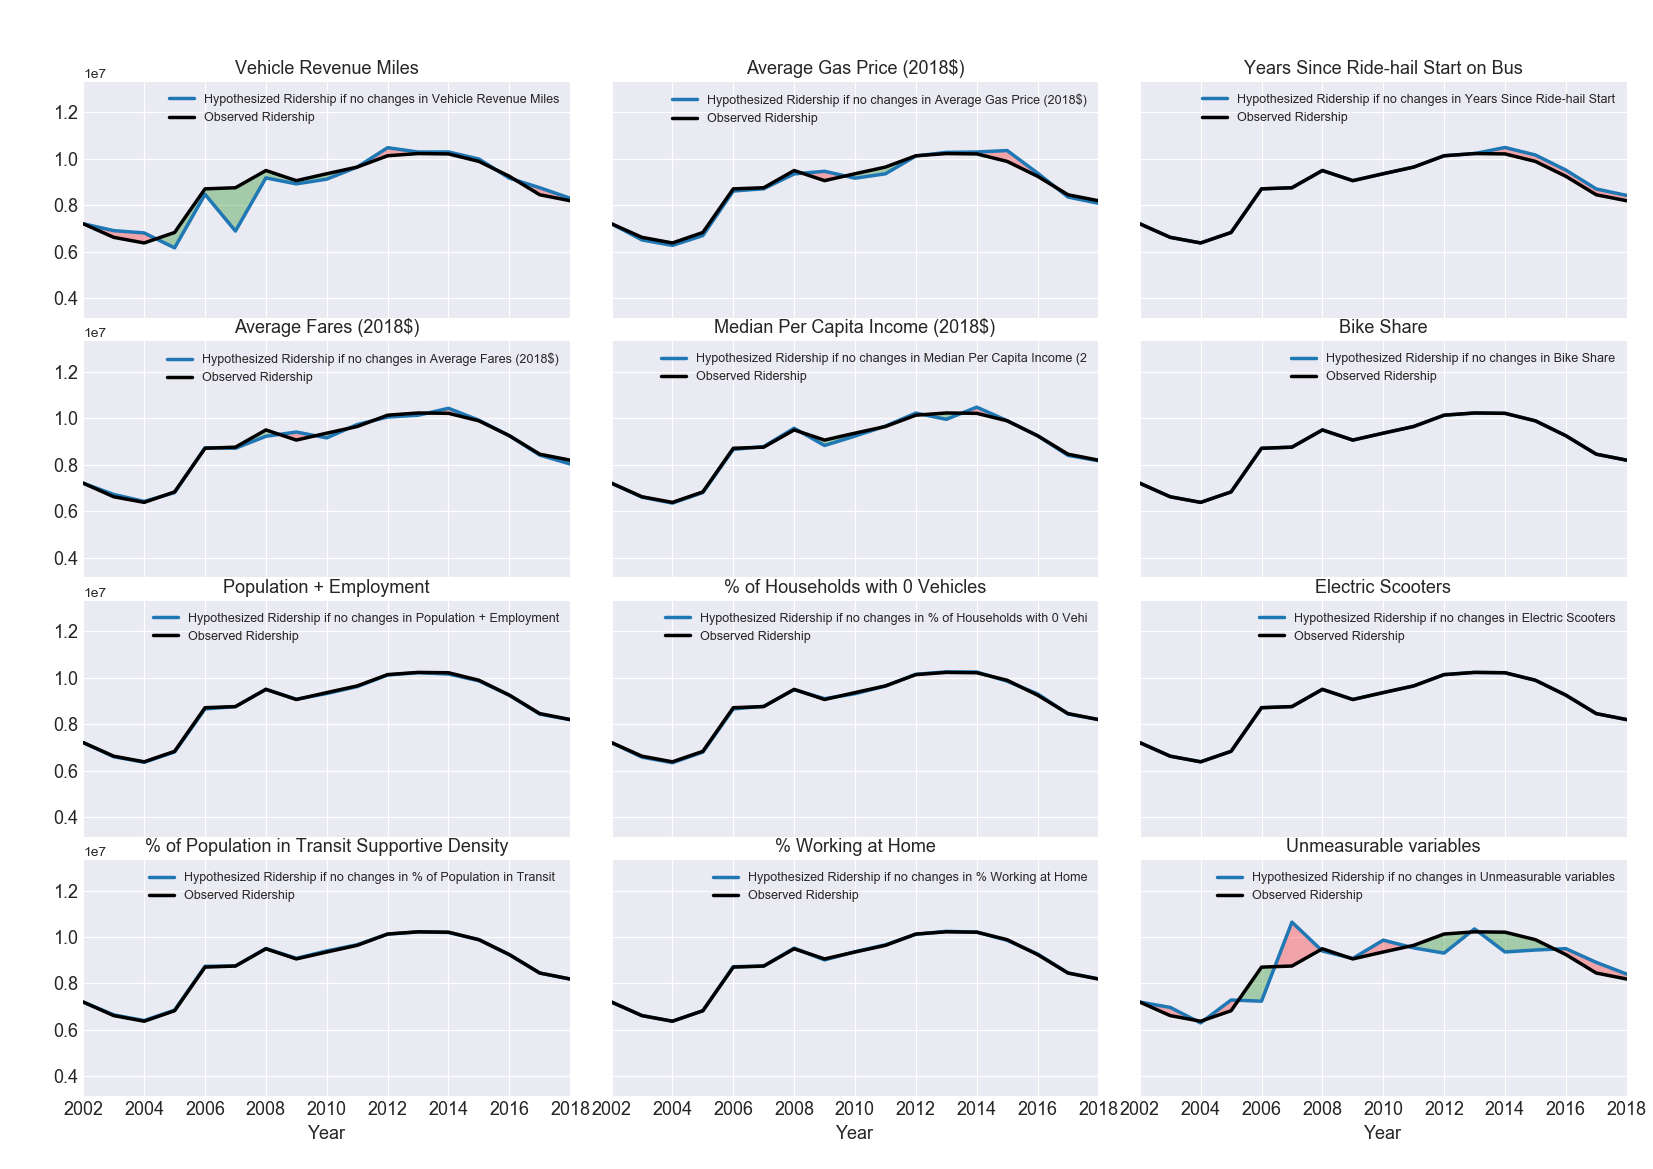 Vehicle Revenue Miles
1e7
Hypothesized Ridership if no changes in Vehicle Revenue Miles
Observed Ridership
1.2
1.0
0.8
0.6
0.4
Average Gas Price (2018$)
Hypothesized Ridership if no changes in Average Gas Price (2018$)
Observed Ridership
Years Since Ride-hail Start on Bus
Hypothesized Ridership if no changes in Years Since Ride-hail Start
Observed Ridership
Average Fares (2018$)
1e7
Hypothesized Ridership if no changes in Average Fares (2018$)
Observed Ridership
1.2
1.0
0.8
0.6
0.4
Median Per Capita Income (2018$)
Hypothesized Ridership if no changes in Median Per Capita Income (2
Observed Ridership
Bike Share
Hypothesized Ridership if no changes in Bike Share
Observed Ridership
Population + Employment
1e7
Hypothesized Ridership if no changes in Population + Employment
Observed Ridership
1.2
1.0
0.8
0.6
0.4
% of Households with 0 Vehicles
Hypothesized Ridership if no changes in % of Households with 0 Vehi
Observed Ridership
Electric Scooters
Hypothesized Ridership if no changes in Electric Scooters
Observed Ridership
% of Population in Transit Supportive Density
1e7
Hypothesized Ridership if no changes in % of Population in Transit
Observed Ridership
1.2
1.0
0.8
0.6
0.4
2002 2004 2006 2008 2010 2012 2014 2016 2018
Year
% Working at Home
Hypothesized Ridership if no changes in % Working at Home
Observed Ridership
2002 2004 2006 2008 2010 2012 2014 2016 2018
Year
Unmeasurable variables
Hypothesized Ridership if no changes in Unmeasurable variables
Observed Ridership
2002 2004 2006 2008 2010 2012 2014 2016 2018
Year